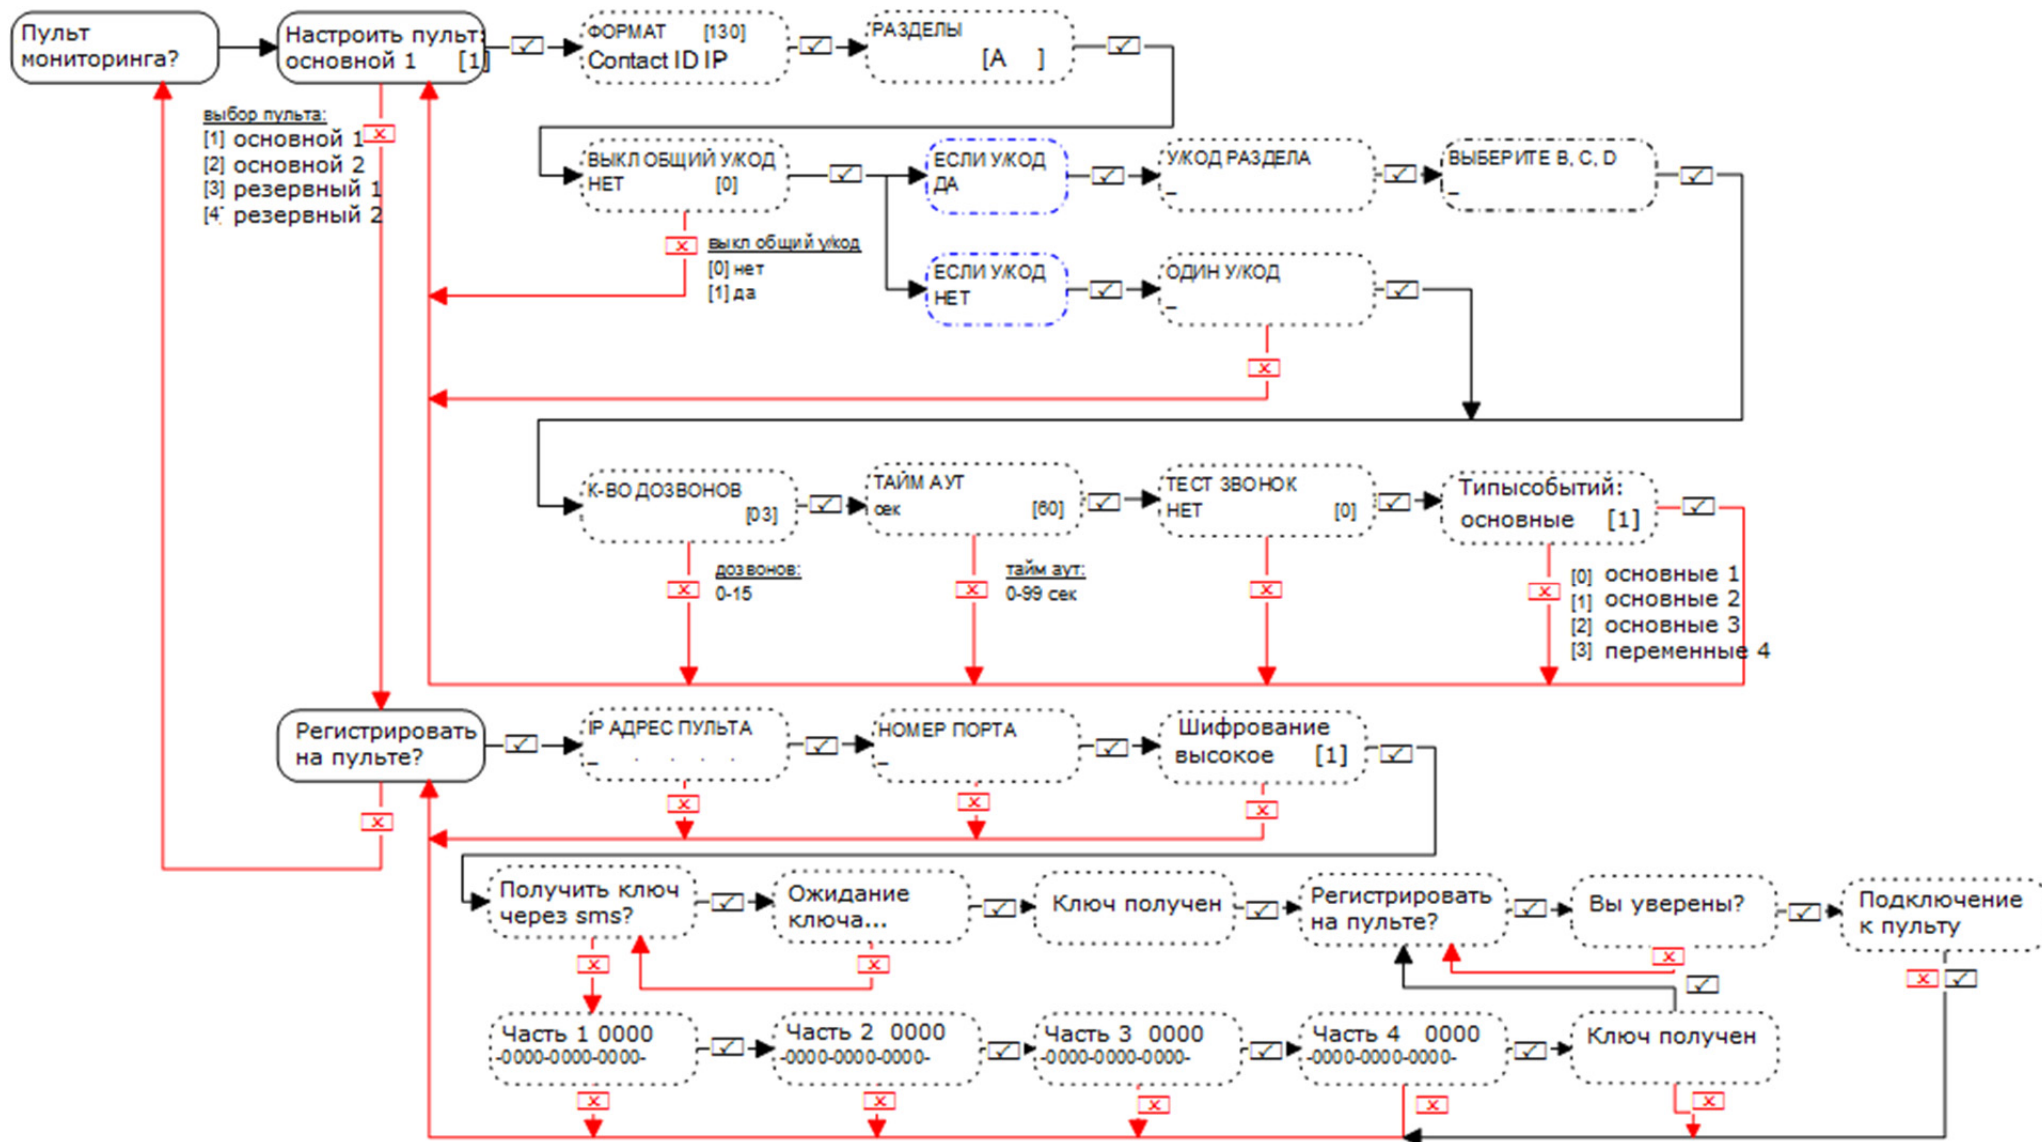 Пульт
мониторинга?
Настроить пульт:
основной 1 [1]
ФОРМАТ [130]
Contact ID IP
РАЗДЕЛЫ
[A ]
выбор пульта:
[1] основной 1
[2] основной 2
[3] резервный 1
[4] резервный 2
ВЫКЛ ОБЩИЙ У/КОД
НЕТ [0]
ЕСЛИ У/КОД
ДА
У/КОД РАЗДЕЛА
_
ВЫБЕРИТЕ B, C, D
_
выкл общий у/код
[0] нет
[1] да
ЕСЛИ У/КОД
НЕТ
ОДИН У/КОД
_
К-ВО ДОЗВОНОВ
[03]
ТАЙМ АУТ
сек [60]
ТЕСТ ЗВОНОК
НЕТ [0]
Типысобытий:
основные [1]
дозвонов:
0-15
тайм аут:
0-99 сек
[0] основные 1
[1] основные 2
[2] основные 3
[3] переменные 4
Регистрировать
на пульте?
IP АДРЕС ПУЛЬТА
_ . . . .
НОМЕР ПОРТА
_
Шифрование
высокое [1]
Получить ключ
через sms?
Ожидание
ключа...
Ключ получен
Регистрировать
на пульте?
Вы уверены?
Подключение
к пульту
Часть 1 0000
-0000-0000-0000-
Часть 2 0000
-0000-0000-0000-
Часть 3 0000
-0000-0000-0000-
Часть 4 0000
-0000-0000-0000-
Ключ получен